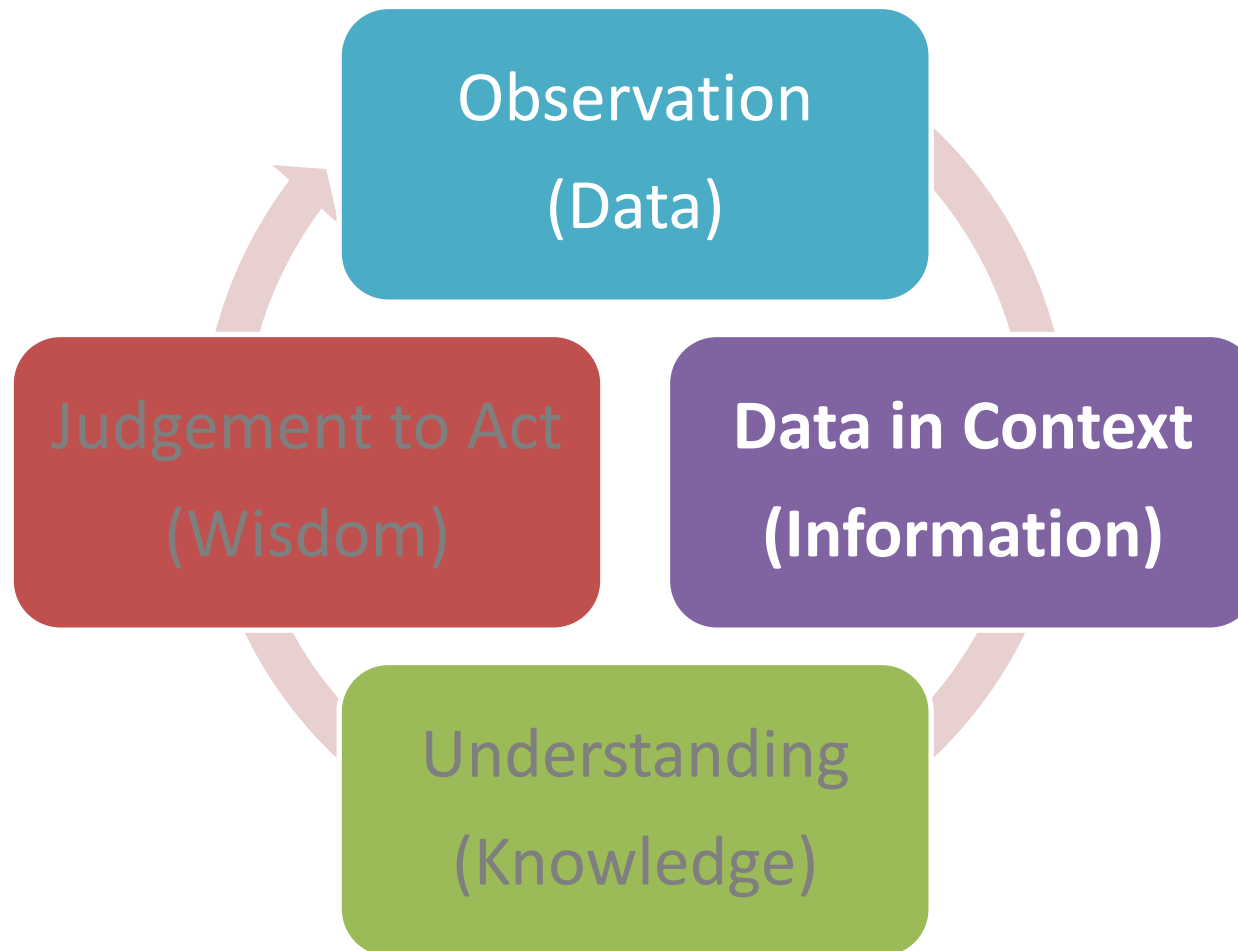 Observation
(Data)
Data in Context
(Information)
Understanding
(Knowledge)
Judgement to Act
(Wisdom)